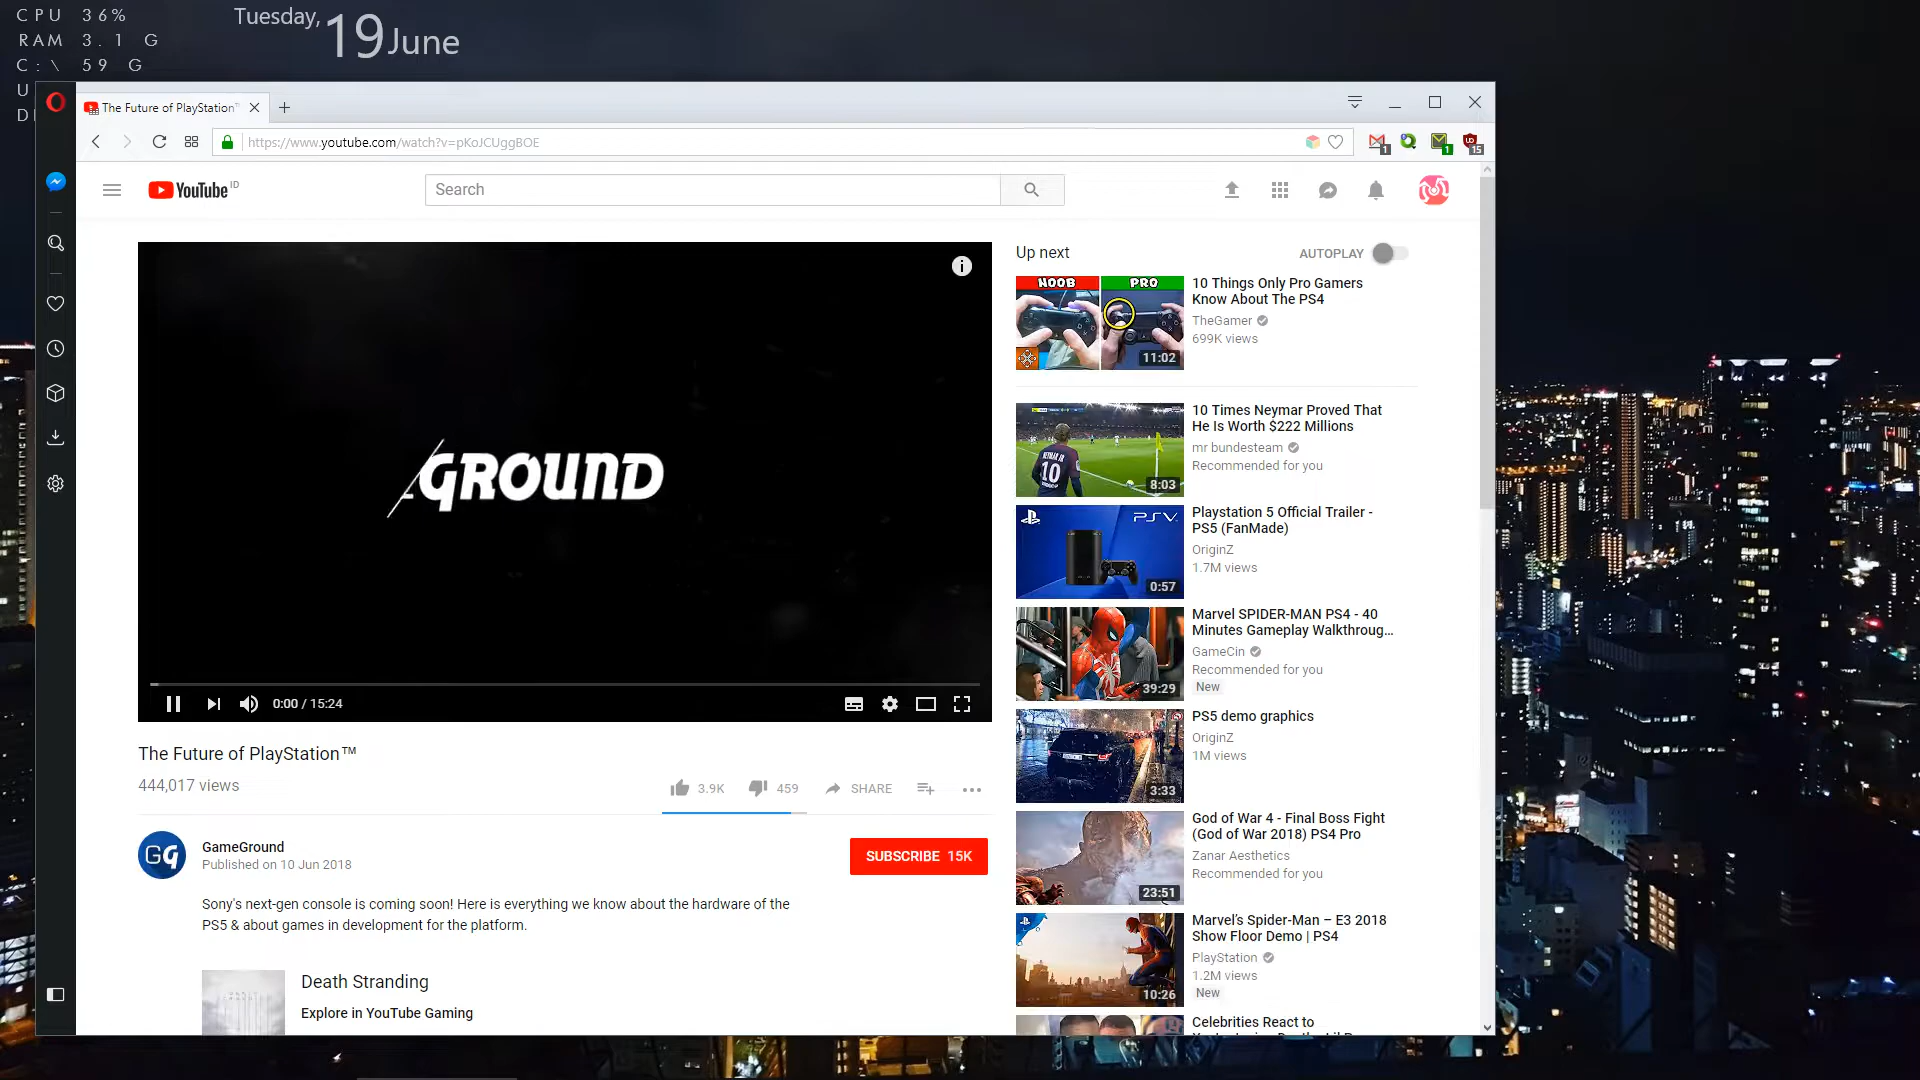 CPU 36%
RAM 3.1 G
C:\ 59 G
U
Tuesday, 19 June
The Future of PlayStation™
https://www.youtube.com/watch?v=pKoJCUggBOE
1
1
15
YouTube ID
Search
GROUND
0:00 / 15:24
The Future of PlayStation™
444,017 views
3.9K
459
SHARE
GG
GameGround
Published on 10 Jun 2018
SUBSCRIBE 15K
Sony's next-gen console is coming soon! Here is everything we know about the hardware of the
PS5 & about games in development for the platform.
Death Stranding
Explore in YouTube Gaming
Up next
AUTOPLAY
NOOB
PRO
11:02
10 Things Only Pro Gamers
Know About The PS4
TheGamer
699K views
NEYMAR JR
10
8:03
10 Times Neymar Proved That
He Is Worth $222 Millions
mr bundesteam
Recommended for you
PSV
0:57
Playstation 5 Official Trailer -
PS5 (FanMade)
OriginZ
1.7M views
39:29
Marvel SPIDER-MAN PS4 - 40
Minutes Gameplay Walkthroug...
GameCin
Recommended for you
New
3:33
PS5 demo graphics
OriginZ
1M views
23:51
God of War 4 - Final Boss Fight
(God of War 2018) PS4 Pro
Zanar Aesthetics
Recommended for you
10:26
Marvel's Spider-Man – E3 2018
Show Floor Demo | PS4
PlayStation
1.2M views
New
Celebrities React to